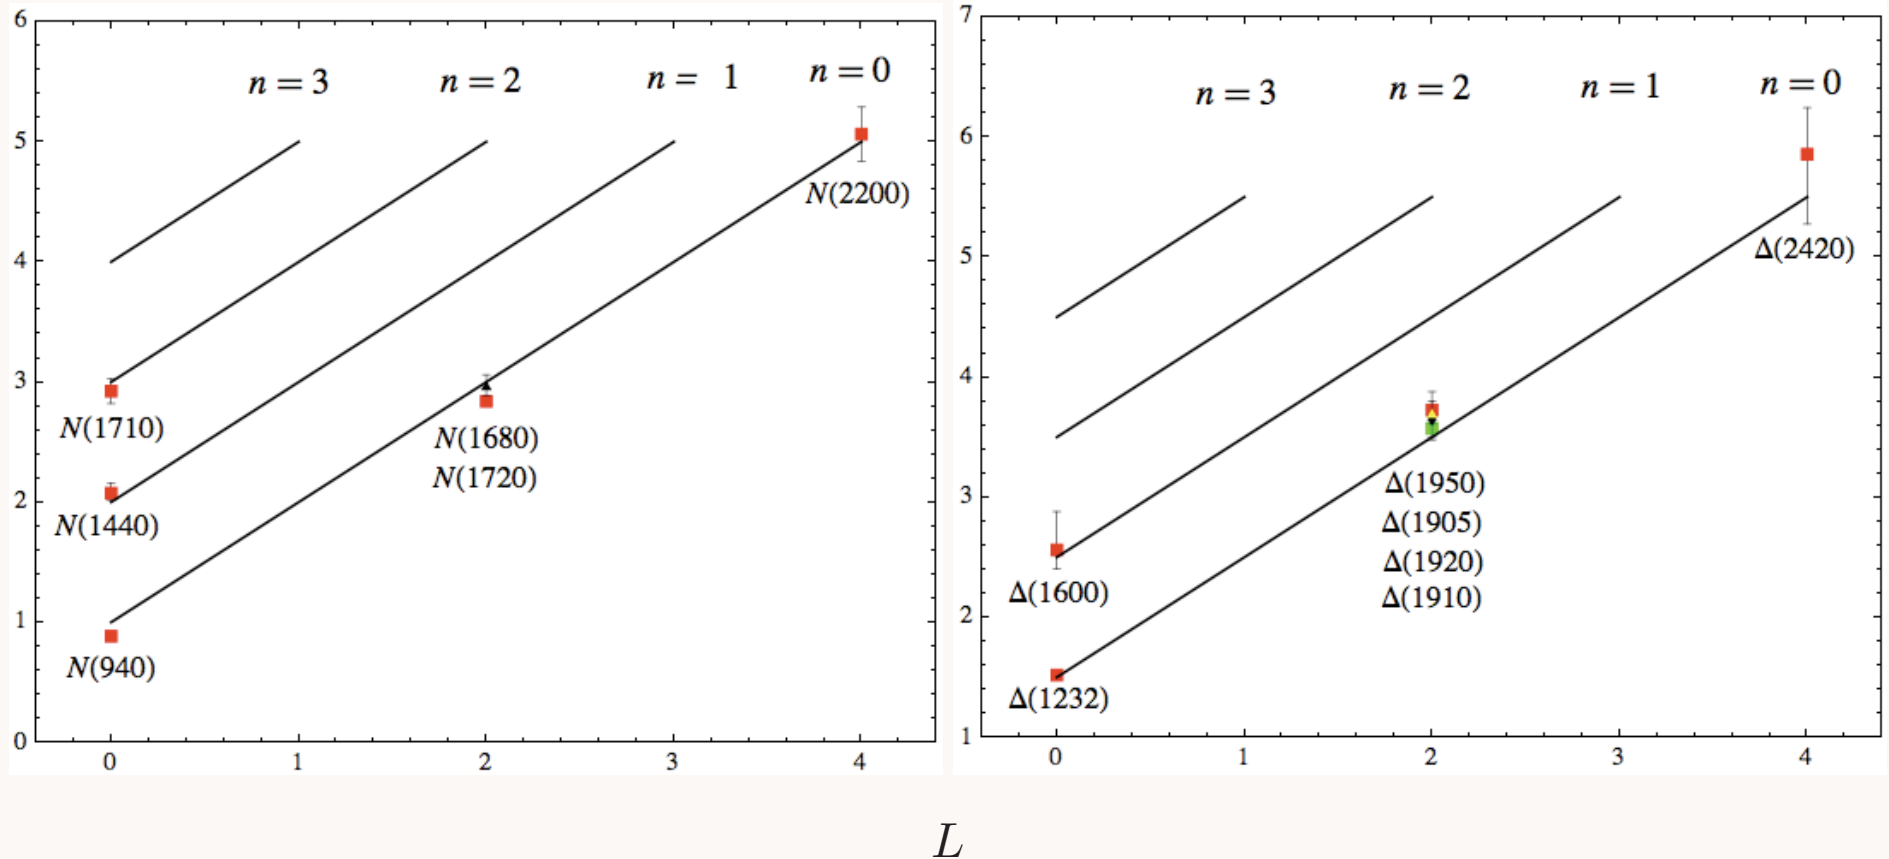 6
5
4
3
2
1
0
n = 3
n = 2
n = 1
n = 0
N(2200)
N(1710)
N(1680)
N(1720)
N(1440)
N(940)
0
1
2
3
4
7
6
5
4
3
2
1
n = 3
n = 2
n = 1
n = 0
Δ(2420)
Δ(1950)
Δ(1905)
Δ(1920)
Δ(1910)
Δ(1600)
Δ(1232)
0
1
2
3
4
L